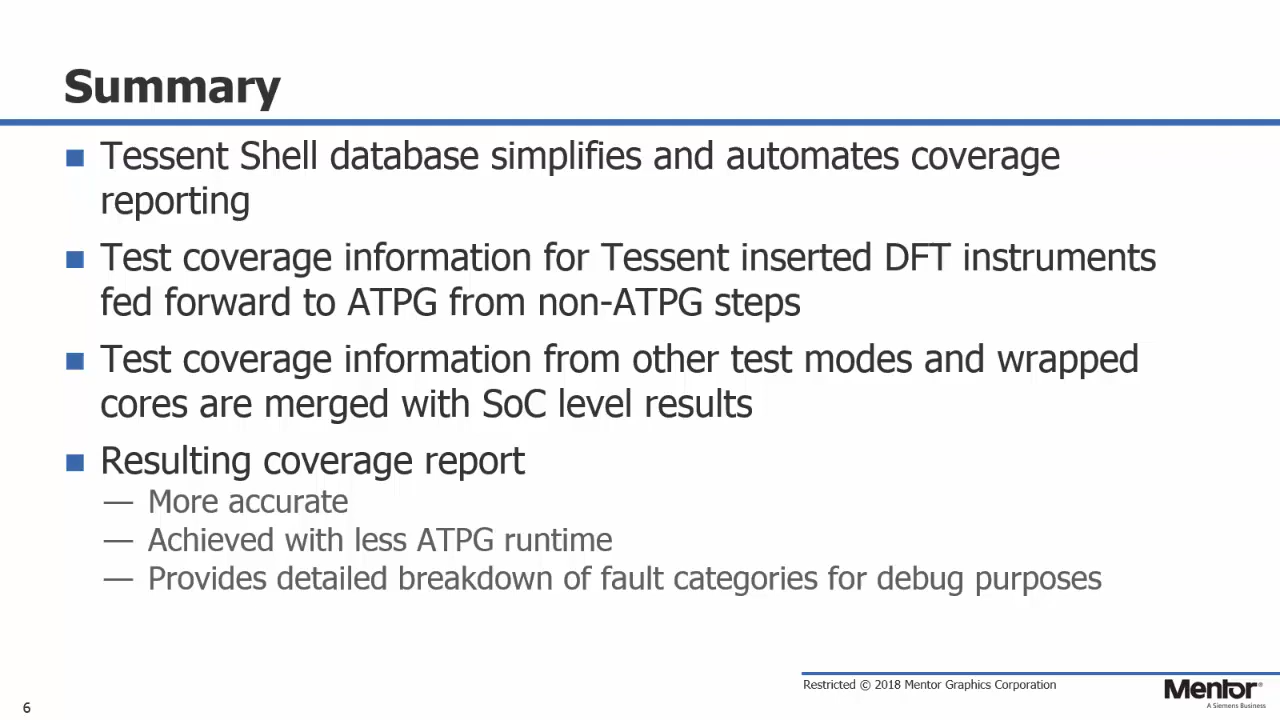 Summary
Tessent Shell database simplifies and automates coverage
reporting
Test coverage information for Tessent inserted DFT instruments
fed forward to ATPG from non-ATPG steps
Test coverage information from other test modes and wrapped
cores are merged with SoC level results
Resulting coverage report
— More accurate
— Achieved with less ATPG runtime
— Provides detailed breakdown of fault categories for debug purposes
Restricted © 2018 Mentor Graphics Corporation
Mentor®
A Siemens Business
6